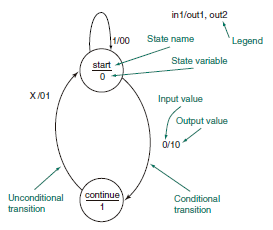 in1/out1, out2
1/00
State name
Legend
start
0
State variable
X/01
Input value
Output value
0/10
Unconditional
transition
continue
1
Conditional
transition